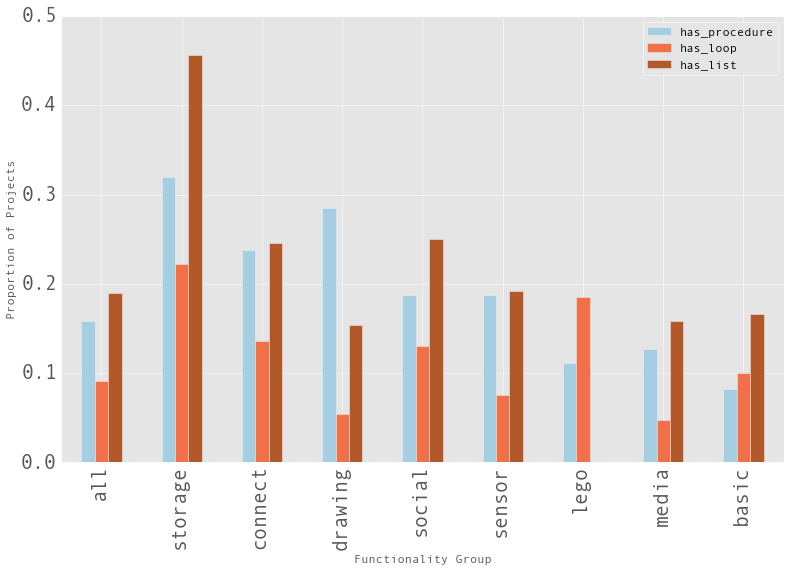 0.5
0.4
0.3
0.2
0.1
0.0
Proportion of Projects
has_procedure
has_loop
has_list
all
storage
connect
drawing
social
sensor
lego
media
basic
Functionality Group